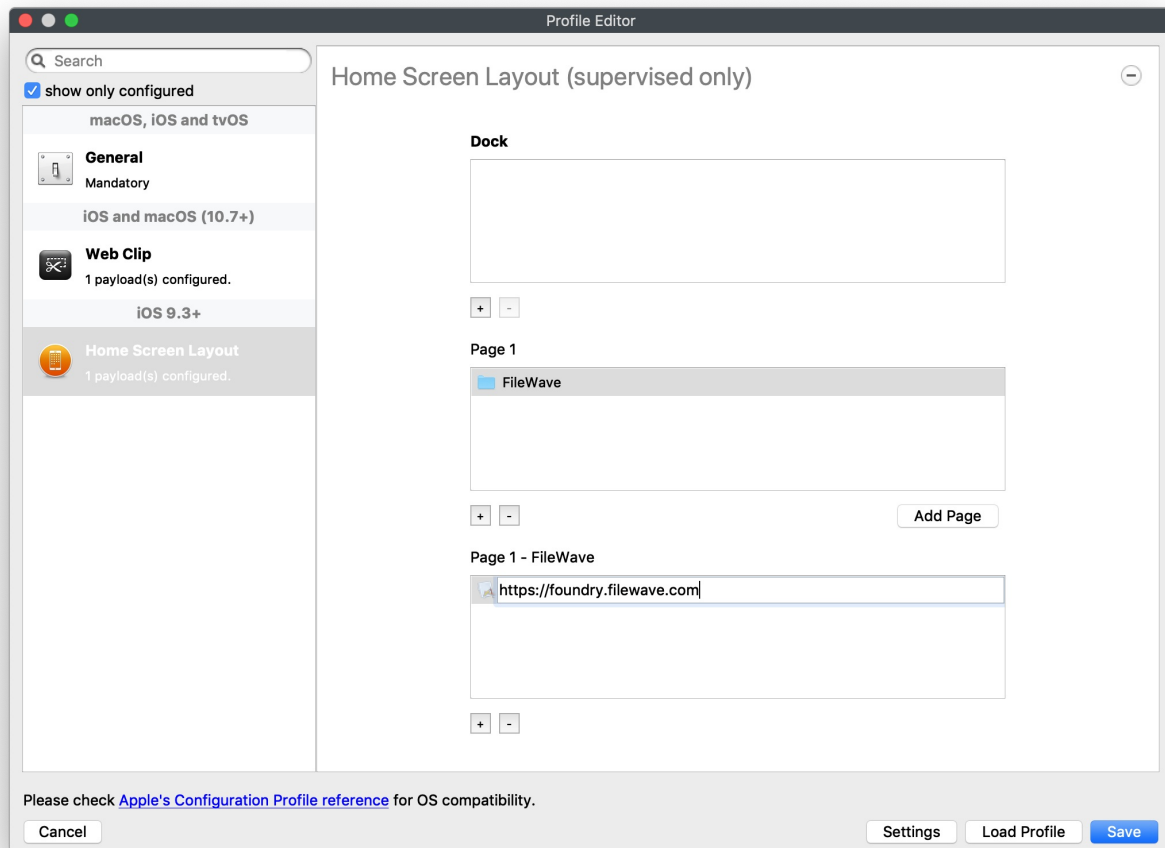 Profile Editor
Search
show only configured
macOS, iOS and tvOS
General
Mandatory
iOS and macOS (10.7+)
Web Clip
1 payload(s) configured.
iOS 9.3+
Home Screen Layout
1 payload(s) configured.
Home Screen Layout (supervised only)
Dock
+ -
Page 1
FileWave
+ -
Add Page
Page 1 - FileWave
https://foundry.filewave.com
+ -
Please check Apple's Configuration Profile reference for OS compatibility.
Cancel
Settings
Load Profile
Save